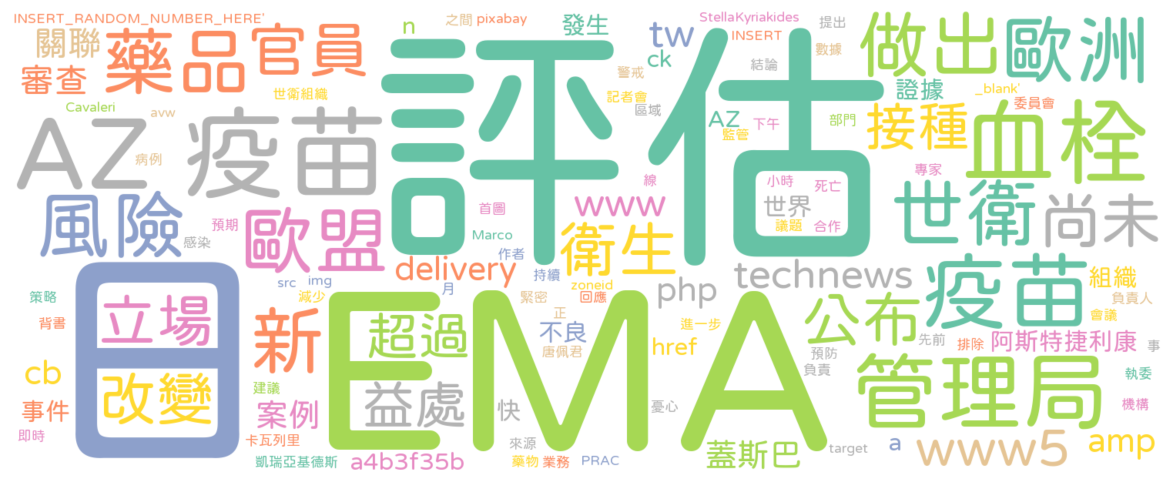 INSERT_RANDOM_NUMBER_HERE'
n
之間
pixabay
發生
StellaKyriakides
提出
關聯
藥品
官員
評估
tw
INSERT
數據
做出
歐洲
審查
世衛組織
警戒
ck
結論
證據
_blank'
Cavaleri
avw
記者會
區域
AZ
下午
監管
部門
接種
委員會
血栓
AZ
疫苗
病例
專家
線
小時
死亡
風險
感染
預期
歐盟
首圖
www
世界
議題
合作
世衛
尚未
Marco
作者
衛生
delivery
持續
zoneid
technews
疫苗
組織
負責人
會議
策略
背書
日
立場
src
img
減少
月
緊密
回應
php
正
公布
新
EMA
超過
不良
唐佩君
進一步
href
預防
負責
先前
排除
阿斯特捷利康
事
cb
改變
建議
益處
快
憂心
管理局
執委
機構
事件
即時
案例
卡瓦列里
來源
蓋斯巴
target
a
www5
amp
凱瑞亞基德斯
a4b3f35b
藥物
業務
PRAC